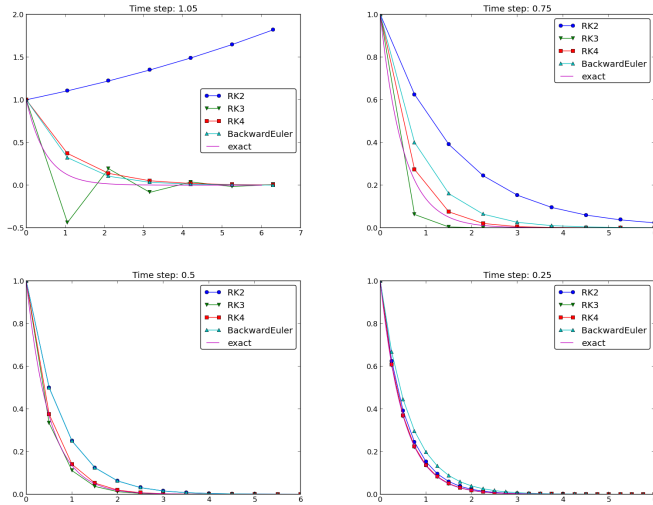 Time step: 1.05
2.0
1.5
1.0
0.5
0.0
−0.5
0 1 2 3 4 5 6 7
RK2
RK3
RK4
BackwardEuler
exact
Time step: 0.75
1.0
0.8
0.6
0.4
0.2
0.0
0 1 2 3 4 5
RK2
RK3
RK4
BackwardEuler
exact
Time step: 0.5
1.0
0.8
0.6
0.4
0.2
0.0
0 1 2 3 4 5 6
RK2
RK3
RK4
BackwardEuler
exact
Time step: 0.25
1.0
0.8
0.6
0.4
0.2
0.0
0 1 2 3 4 5
RK2
RK3
RK4
BackwardEuler
exact